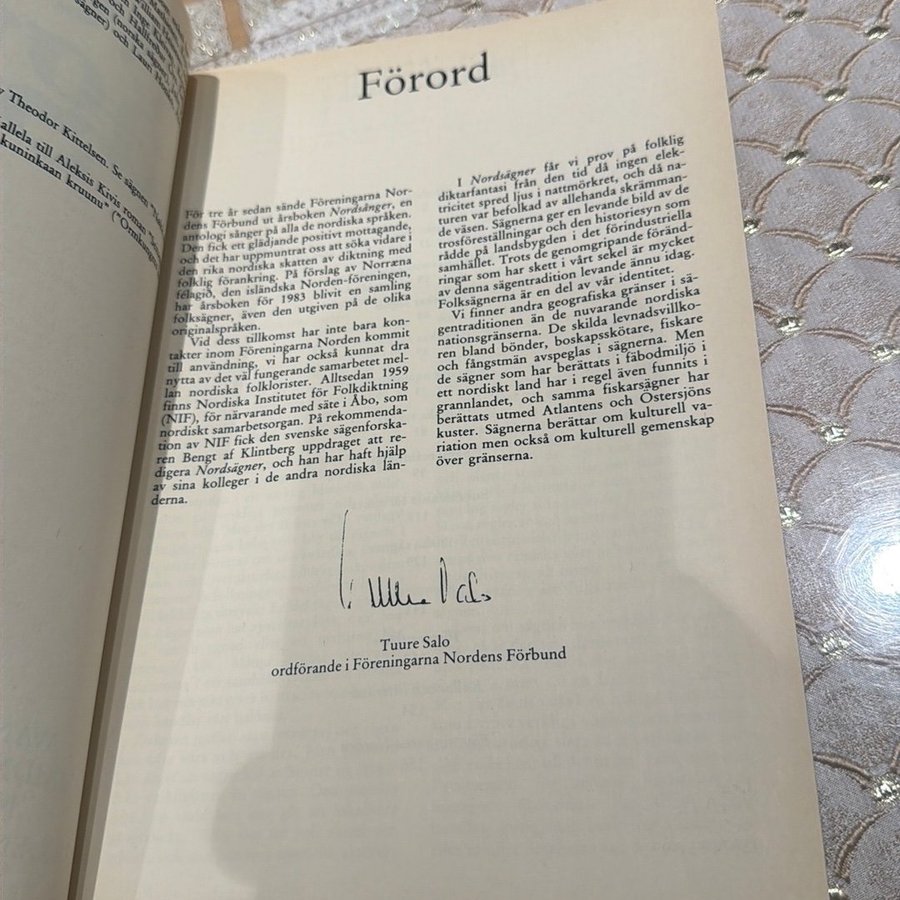 Theodor Kittelsen. Se sägnen
allela till Aleksis Kivis roman
kuninkaan kruunu"
Förord
För tre år sedan sände Föreningarna Nor-
dens Förbund ut årsboken Nordsånger, en
antologi sånger på alla de nordiska språken.
Den fick ett glädjande positivt mottagande,
och det har uppmuntrat oss att söka vidare i
den rika nordiska skatten av diktning med
folklig förankring. På förslag av Norræna
félagið, den isländska Norden-föreningen,
har årsboken för 1983 blivit en samling
folksägner, även den utgiven på de olika
originalspråken.
Vid dess tillkomst har inte bara kon-
takter inom Föreningarna Norden kommit
till användning, vi har också kunnat dra
nytta av det väl fungerande samarbetet mel-
lan nordiska folklorister. Alltsedan 1959
finns Nordiska Institutet för Folkdiktning
(NIF), för närvarande med säte i Åbo, som
nordiskt samarbetsorgan. På rekommenda-
tion av NIF fick den svenske sägenforska-
ren Bengt af Klintberg uppdraget att re-
digera Nordsägner, och han har haft hjälp
av sina kolleger i de andra nordiska län-
derna.
I Nordsägner får vi prov på folklig
diktarfantasi från den tid då ingen elek-
tricitet spred ljus i nattmörkret, och då na-
turen var befolkad av allehanda skrämman-
de väsen. Sägnerna ger en levande bild av de
trosföreställningar och den historiesyn som
rådde på landsbygden i det förindustriella
samhället. Trots de genomgripande föränd-
ringar som har skett i vårt sekel är mycket
av denna sägentradition levande ännu idag.
Folksägnerna är en del av vår identitet.
Vi finner andra geografiska gränser i sä-
gentraditionen än de nuvarande nordiska
nationsgränserna. De skilda levnadsvillko-
ren bland bönder, boskapsskötare, fiskare
och fångsmän avspeglas i sägnerna. Men
de sägner som har berättats i fäbodmiljö i
ett nordiskt land har i regel även funnits i
grannlandet, och samma fiskarsägner har
berättats utmed Atlantens och Östersjöns
kuster. Sägnerna berättar om kulturell va-
riation men också om kulturell gemenskap
över gränserna.
Tuure Salo
ordförande i Föreningarna Nordens Förbund